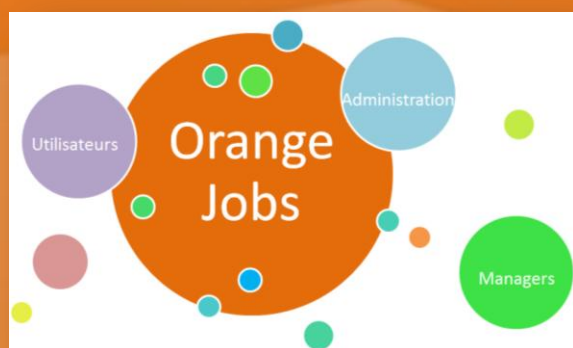 Administration
Utilisateurs
Orange
Jobs
Managers